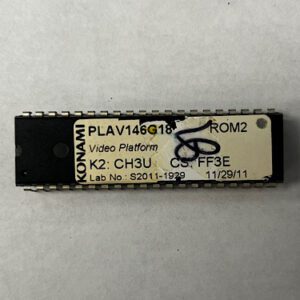 KONAMI
PLAV146G18 ROM2
Video Platform
K2: CH3U CS: FF3E
Lab No.: S2011-1929 11/29/11